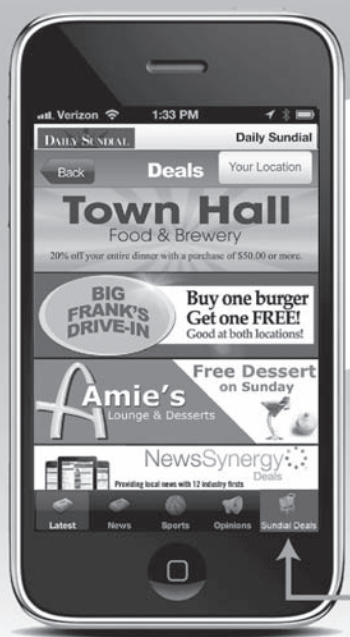 Verizon 1:33 PM
DAILY SUNDIAL Daily Sundial
Back Deals Your Location
Town Hall
Food & Brewery
20% off your entire dinner with a purchase of $50.00 or more.
BIG
FRANK'S
DRIVE-IN
Buy one burger
Get one FREE!
Good at both locations!
Amie's
Lounge & Desserts
Free Dessert
on Sunday
NewsSynergy
Deals
Providing local news with 12 industry firsts
Latest News Sports Opinions Sundial Deals